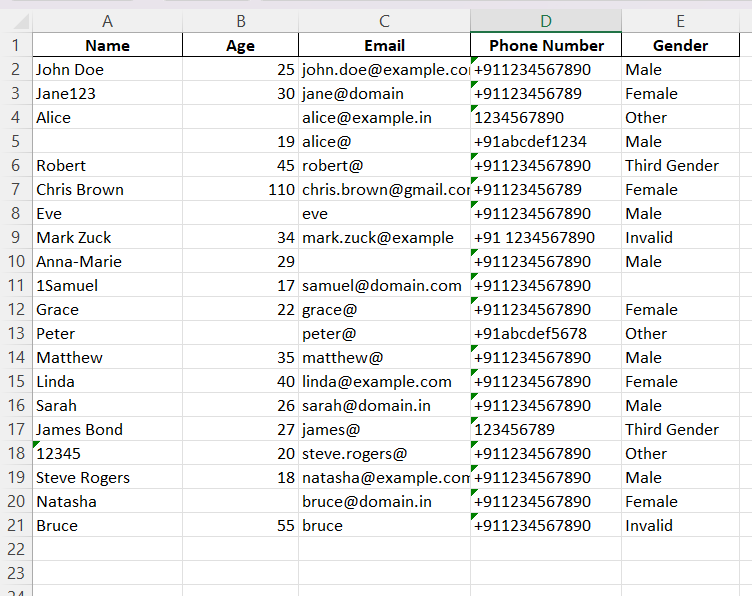 A B C D E
1 Name Age Email Phone Number Gender
2 John Doe 25 john.doe@example.co +911234567890 Male
3 Jane123 30 jane@domain +91123456789 Female
4 Alice alice@example.in 1234567890 Other
5 19 alice@ +91abcdef1234 Male
6 Robert 45 robert@ +911234567890 Third Gender
7 Chris Brown 110 chris.brown@gmail.cor +91123456789 Female
8 Eve eve +911234567890 Male
9 Mark Zuck 34 mark.zuck@example +91 1234567890 Invalid
10 Anna-Marie 29 +911234567890 Male
11 1Samuel 17 samuel@domain.com +911234567890
12 Grace 22 grace@ +911234567890 Female
13 Peter peter@ +91abcdef5678 Other
14 Matthew 35 matthew@ +911234567890 Male
15 Linda 40 linda@example.com +911234567890 Female
16 Sarah 26 sarah@domain.in +911234567890 Male
17 James Bond 27 james@ 123456789 Third Gender
18 12345 20 steve.rogers@ +911234567890 Other
19 Steve Rogers 18 natasha@example.com +911234567890 Male
20 Natasha bruce@domain.in +911234567890 Female
21 Bruce 55 bruce +911234567890 Invalid
22
23
24